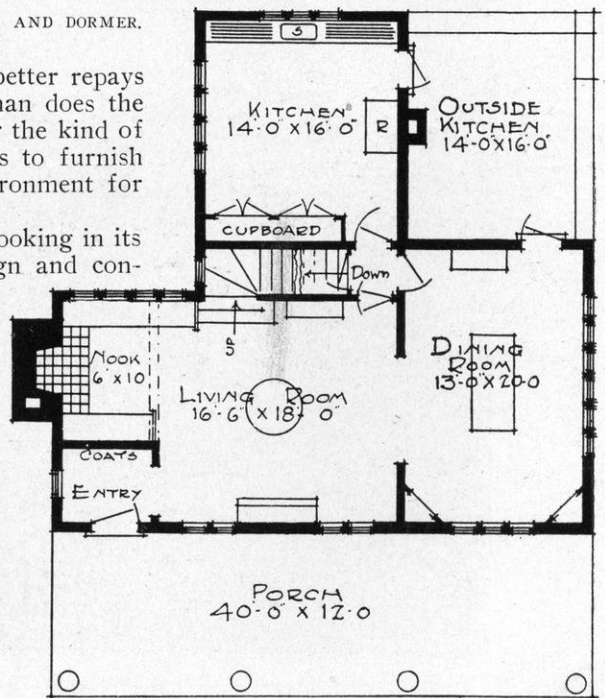 AND DORMER.
better repays
han does the
r the kind of
s to furnish
ronment for
ooking in its
gn and con-
S
KITCHEN
14-0 X 16-0
R
OUTSIDE
KITCHEN
14-0 X 16-0
CUPBOARD
Down
UP
NOOK
6' X 10
LIVING ROOM
16-6 X 18-0
DINING
ROOM
13-0 X 20-0
COATS
ENTRY
PORCH
40-0 X 12-0